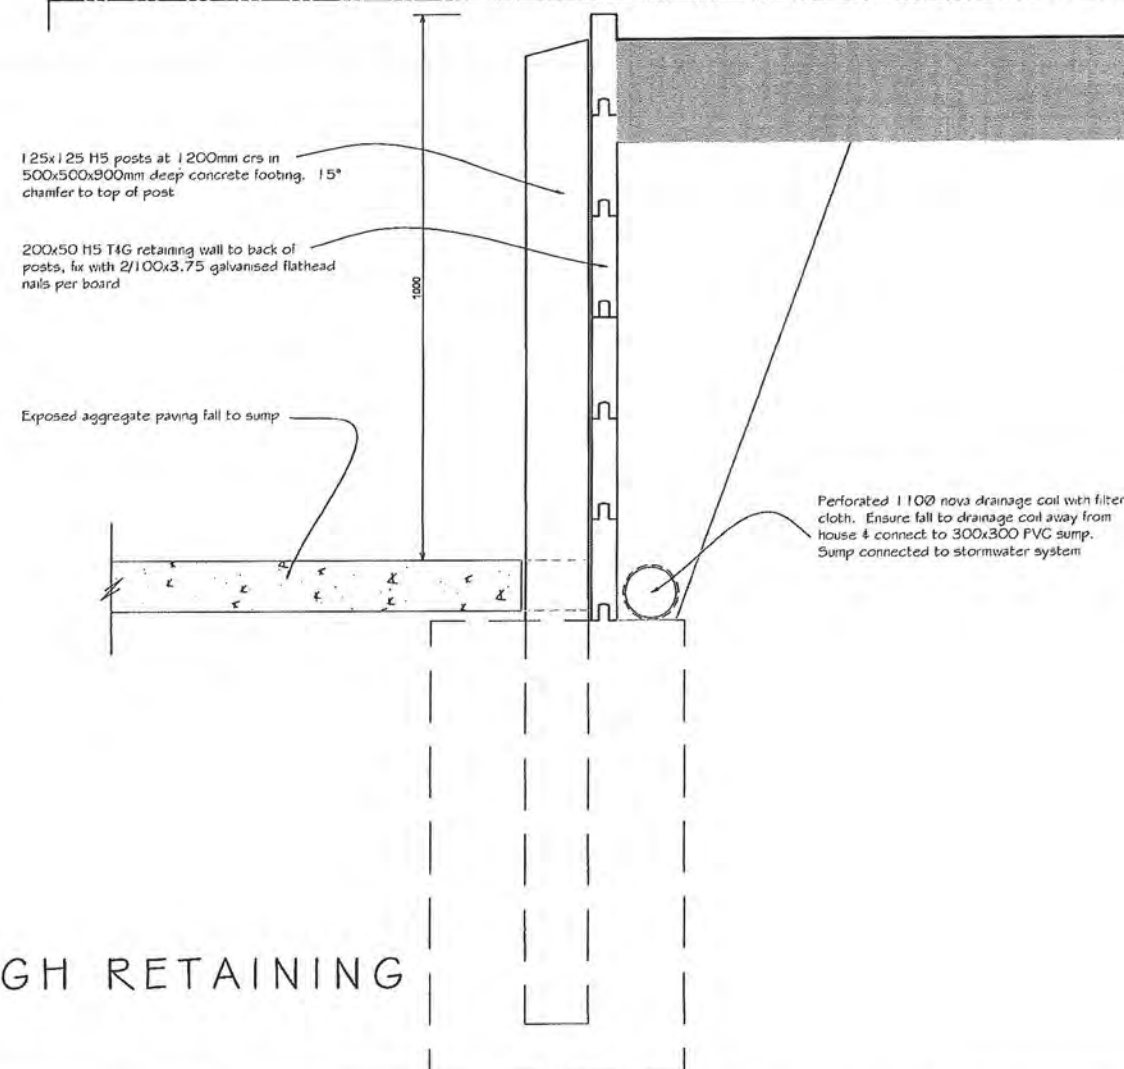 125x125 H5 posts at 1200mm crs in
500x500x900mm deep concrete footing. 15°
chamfer to top of post
200x50 H5 T&G retaining wall to back of
posts, fix with 2/100x3.75 galvanised flathead
nails per board
1000
Exposed aggregate paving fall to sump
Perforated 110Ø nova drainage coil with filter
cloth. Ensure fall to drainage coil away from
house & connect to 300x300 PVC sump.
Sump connected to stormwater system
GH RETAINING